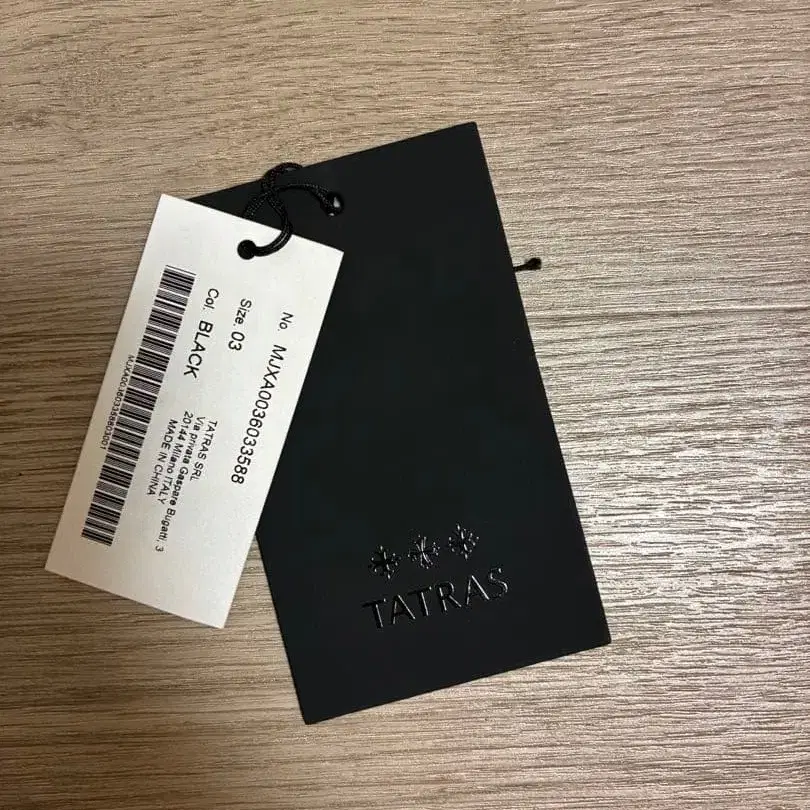 No. MJXA0036033588
Size. 03
Col. BLACK
TATRAS SRL
Via privata Gaspare Bugatti, 3
20144 Milano ITALY
MADE IN CHINA
TATRAS